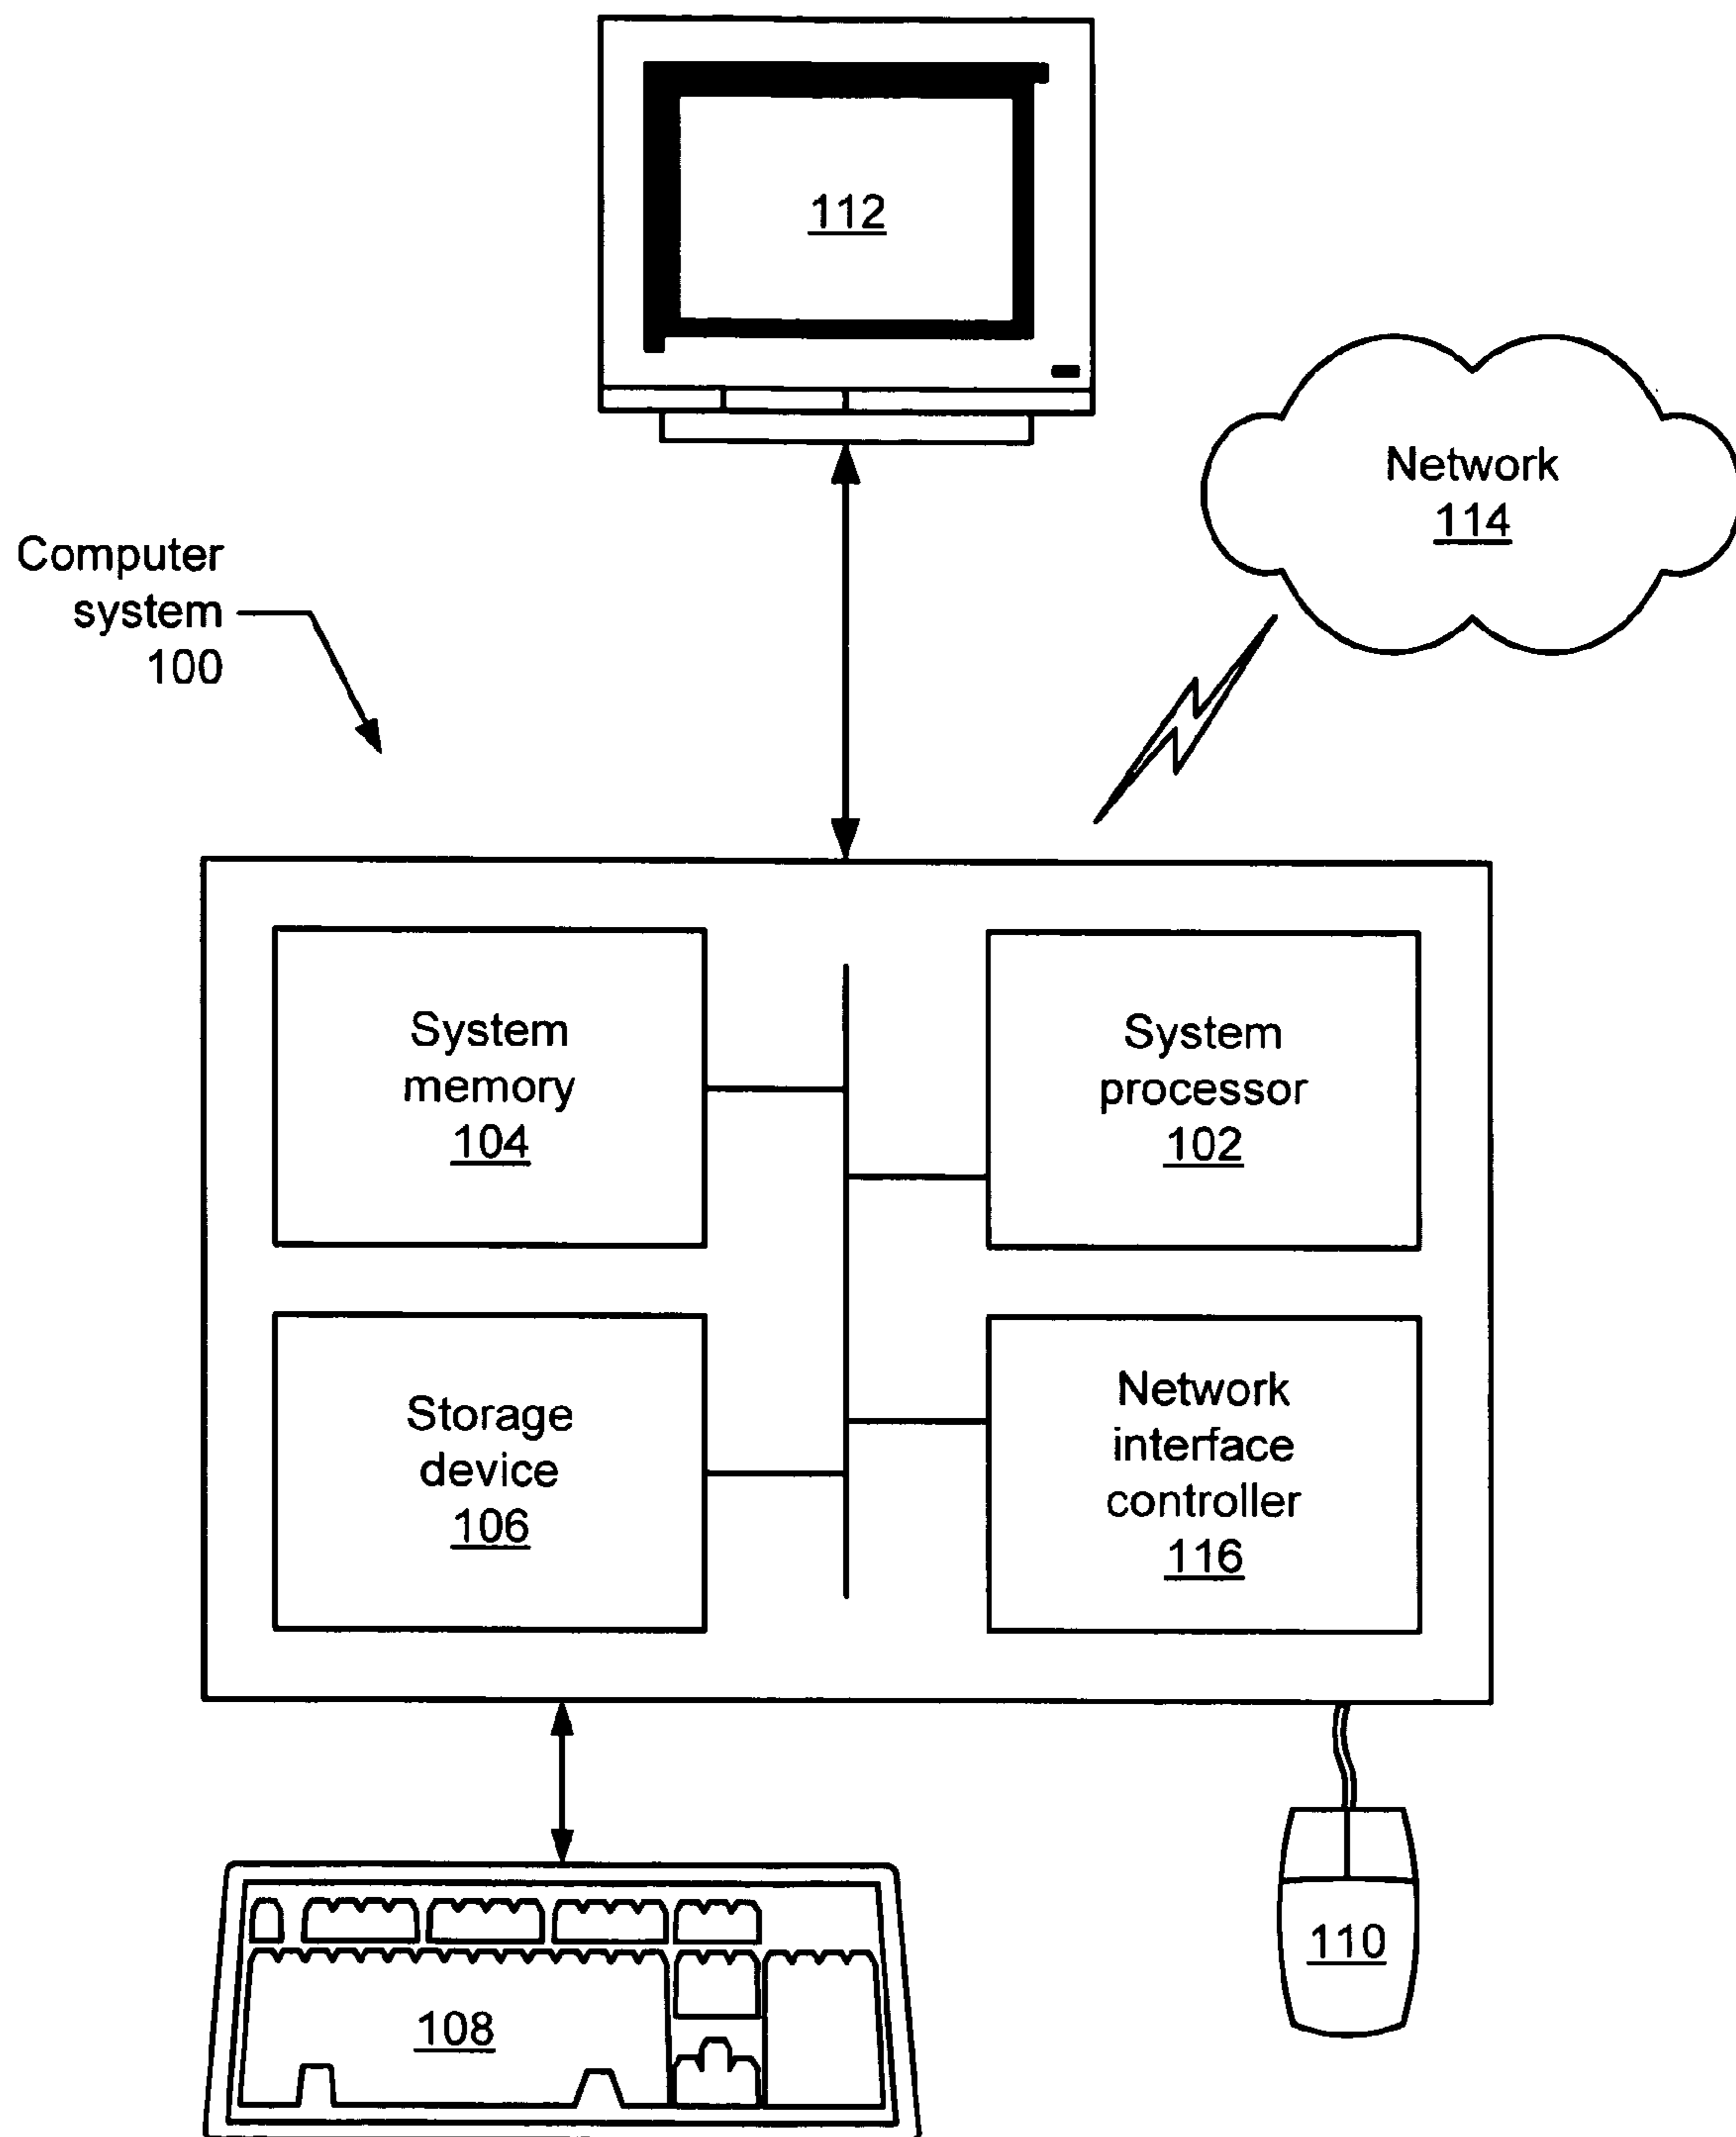 112
Network
114
Computer
system
100
System
memory
104
System
processor
102
Storage
device
106
Network
interface
controller
116
108
110